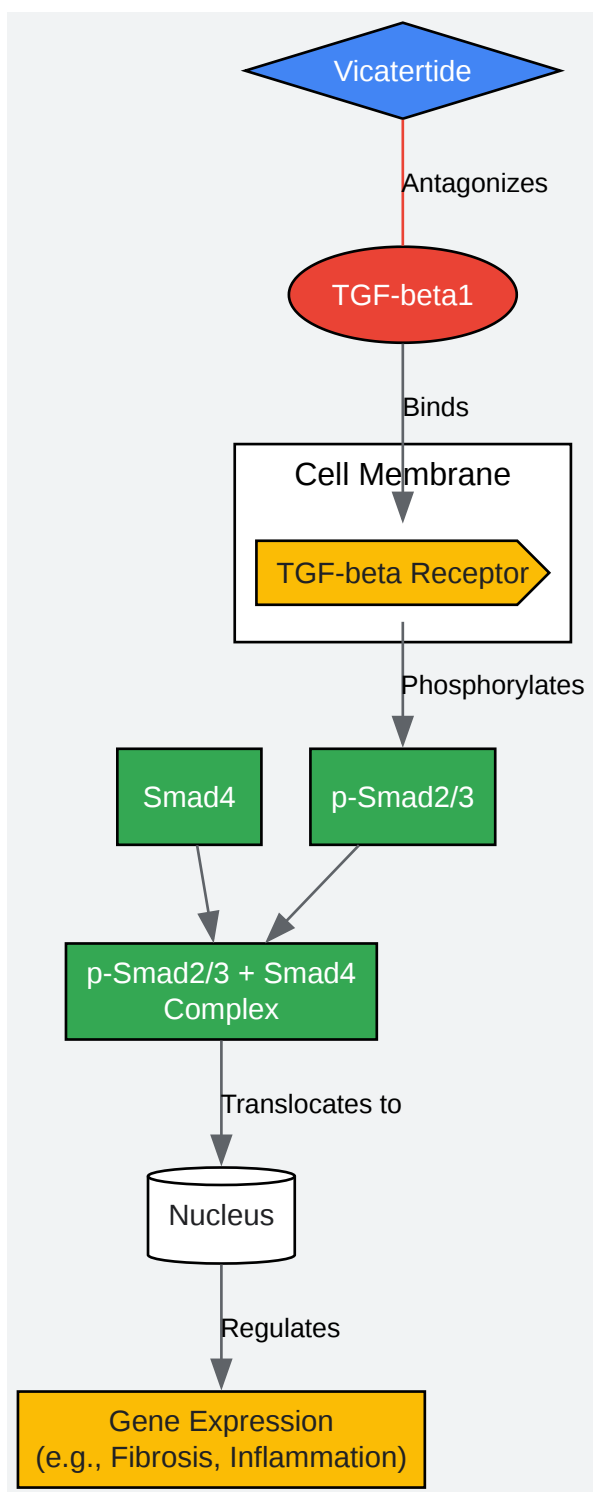 Vicatertide
Antagonizes
TGF-beta1
Binds
Cell Membrane
TGF-beta Receptor
Phosphorylates
Smad4
p-Smad2/3
p-Smad2/3 + Smad4
Complex
Translocates to
Nucleus
Regulates
Gene Expression
(e.g., Fibrosis, Inflammation)